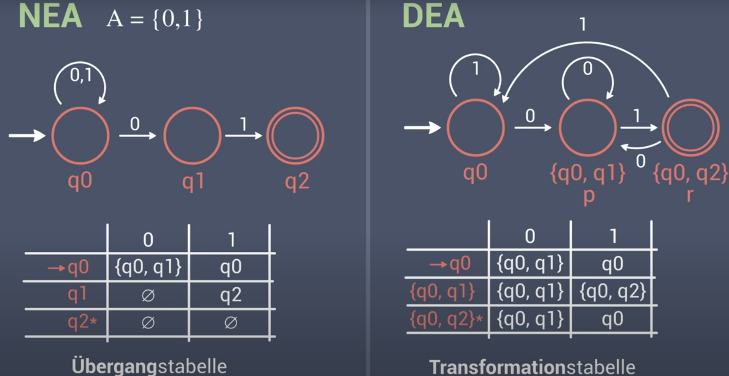 NEA A = {0,1}
0,1
0
1
q0
q1
q2
0
1
→q0
{q0, q1}
q0
q1
∅
q2
q2*
∅
∅
Übergangstabelle
DEA
1
1
0
0
1
0
q0
{q0, q1}
p
{q0, q2}
r
0
1
→q0
{q0, q1}
q0
{q0, q1}
{q0, q1}
{q0, q2}
{q0, q2}*
{q0, q1}
q0
Transformationstabelle